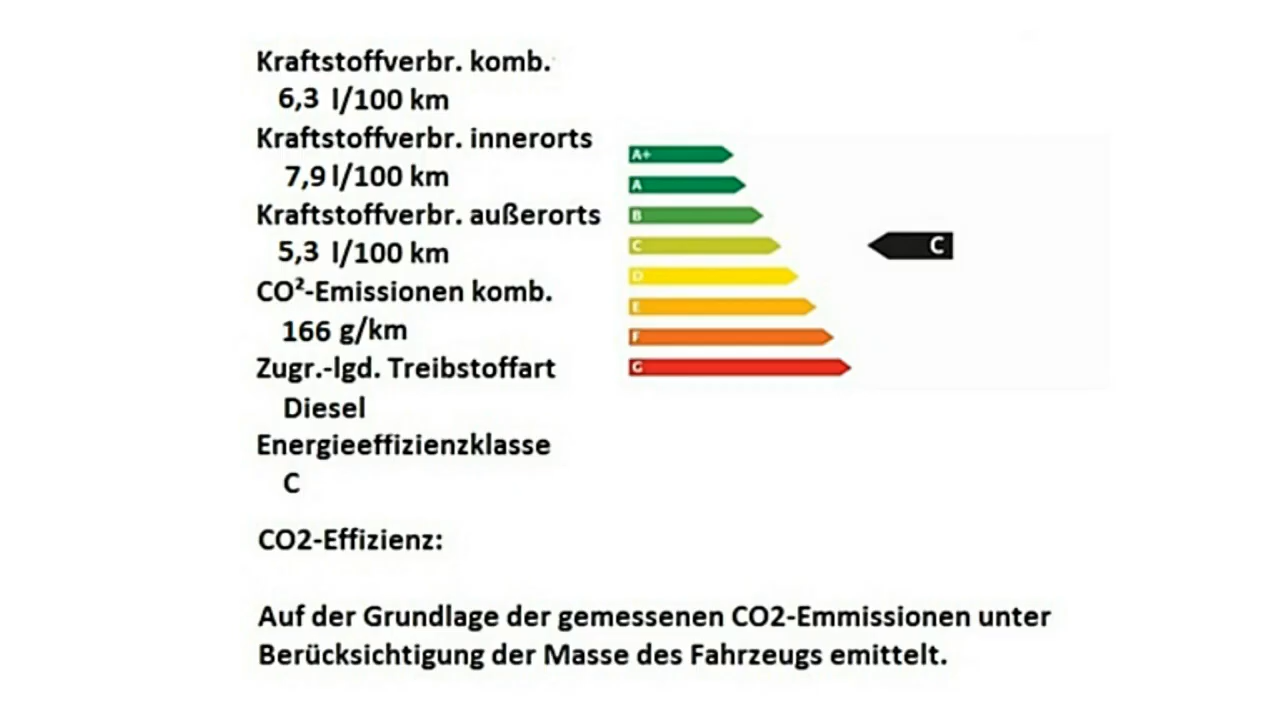 Kraftstoffverbr. komb.
6,3 l/100 km
Kraftstoffverbr. innerorts
7,9 l/100 km
Kraftstoffverbr. außerorts
5,3 l/100 km
CO²-Emissionen komb.
166 g/km
Zugr.-lgd. Treibstoffart
Diesel
Energieeffizienzklasse
C
A+
A
B
C
D
E
F
G
C
CO2-Effizienz:
Auf der Grundlage der gemessenen CO2-Emmissionen unter
Berücksichtigung der Masse des Fahrzeugs emittelt.